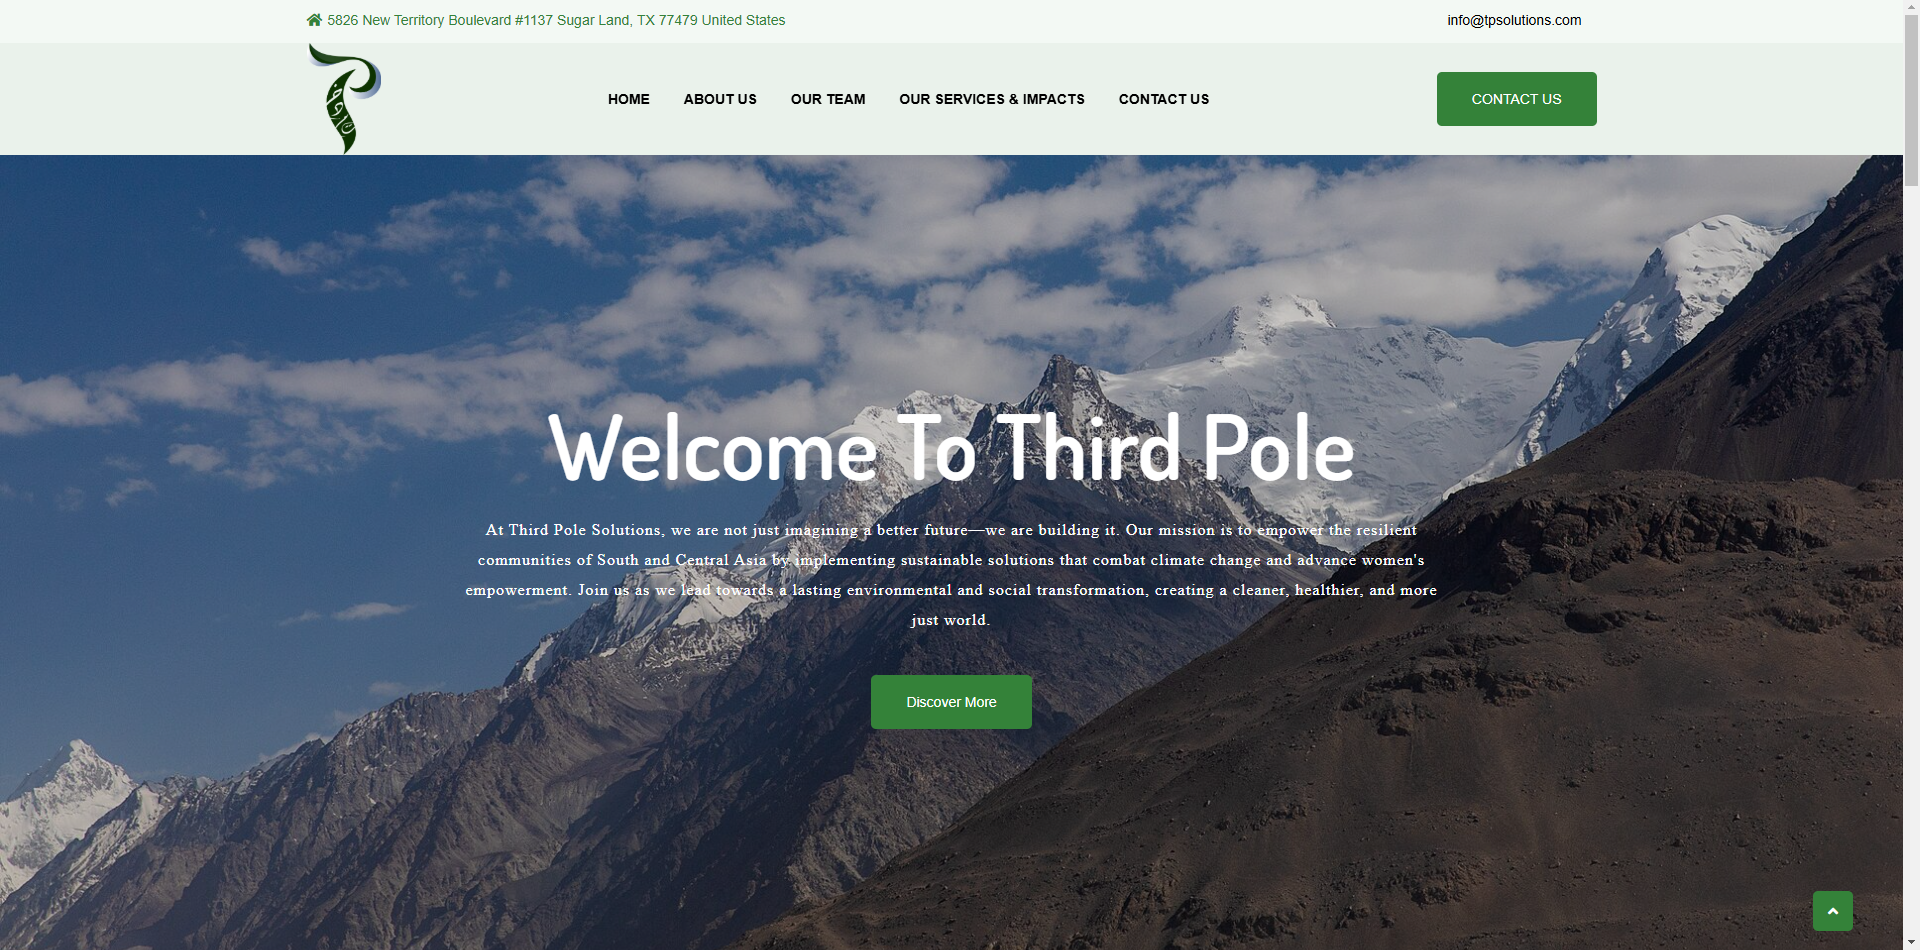 5826 New Territory Boulevard #1137 Sugar Land, TX 77479 United States
info@tpsolutions.com
HOME ABOUT US OUR TEAM OUR SERVICES & IMPACTS CONTACT US
CONTACT US
Welcome To Third Pole
At Third Pole Solutions, we are not just imagining a better future—we are building it. Our mission is to empower the resilient
communities of South and Central Asia by implementing sustainable solutions that combat climate change and advance women's
empowerment. Join us as we lead towards a lasting environmental and social transformation, creating a cleaner, healthier, and more
just world.
Discover More